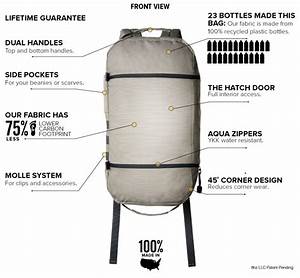 FRONT VIEW
LIFETIME GUARANTEE
DUAL HANDLES
Top and bottom handles.
SIDE POCKETS
For your beanies or scarves.
OUR FABRIC HAS
75% LOWER
LESS CARBON
FOOTPRINT
MOLLE SYSTEM
For clips and accessories.
23 BOTTLES MADE THIS
BAG: Our fabric is made from
100% recycled plastic bottles.
THE HATCH DOOR
Full interior access.
AQUA ZIPPERS
YKK water resistant.
45° CORNER DESIGN
Reduces corner wear.
100%
MADE IN
LLC Patent Pending